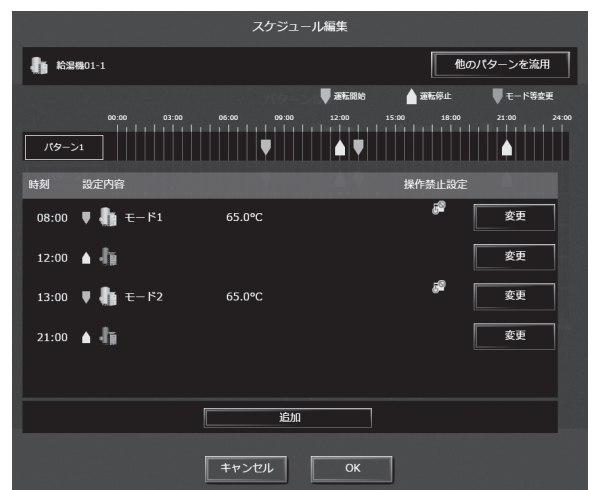 スケジュール編集
給湯機01-1
他のパターンを流用
運転開始 運転停止 モード等変更
00:00 03:00 06:00 09:00 12:00 15:00 18:00 21:00 24:00
パターン1
時刻 設定内容 操作禁止設定
08:00 モード1 65.0℃ 変更
12:00 変更
13:00 モード2 65.0℃ 変更
21:00 変更
追加
キャンセル OK